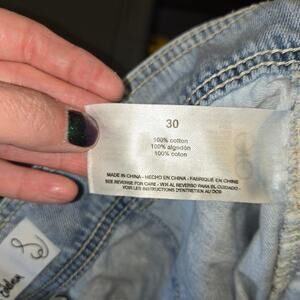 30
100% cotton
100% algodón
100% coton
MADE IN CHINA - HECHO EN CHINA - FABRIQUÉ EN CHINE
SEE REVERSE FOR CARE - VER AL REVERSO PARA EL CUIDADO -
VOIR LES INSTRUCTIONS D'ENTRETIEN AU DOS